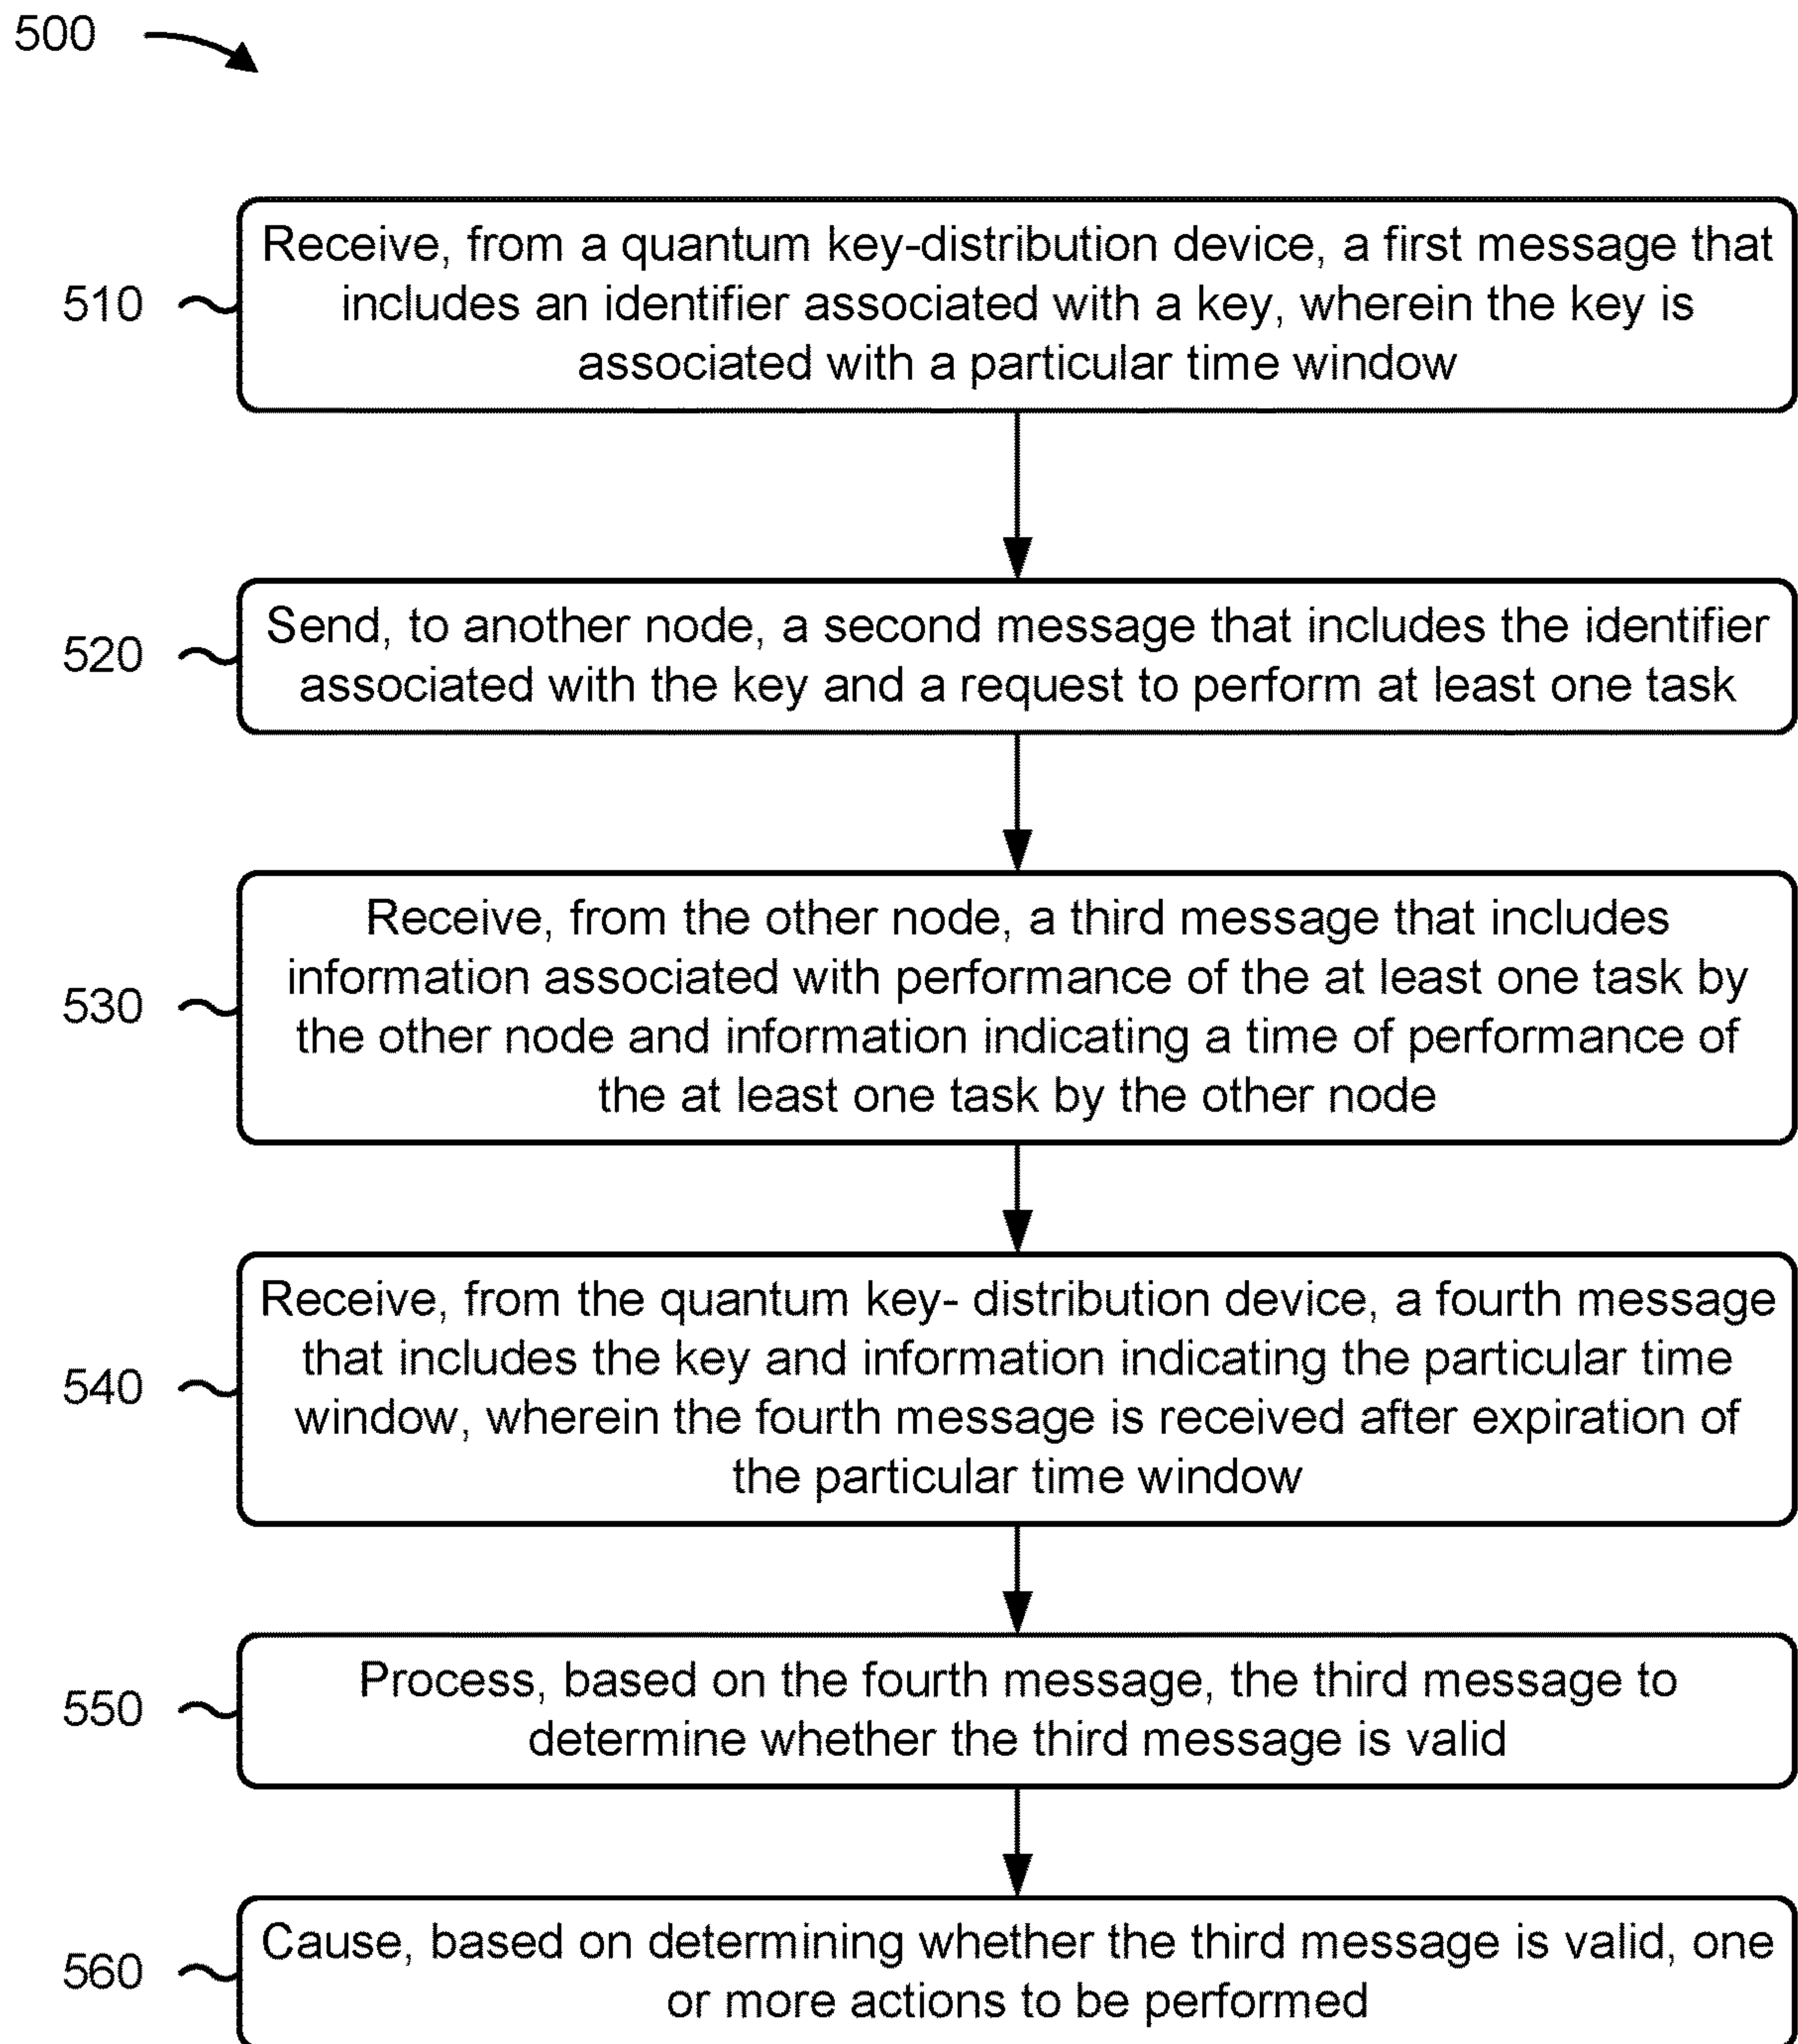 500
510
Receive, from a quantum key-distribution device, a first message that
includes an identifier associated with a key, wherein the key is
associated with a particular time window
520
Send, to another node, a second message that includes the identifier
associated with the key and a request to perform at least one task
530
Receive, from the other node, a third message that includes
information associated with performance of the at least one task by
the other node and information indicating a time of performance of
the at least one task by the other node
540
Receive, from the quantum key- distribution device, a fourth message
that includes the key and information indicating the particular time
window, wherein the fourth message is received after expiration of
the particular time window
550
Process, based on the fourth message, the third message to
determine whether the third message is valid
560
Cause, based on determining whether the third message is valid, one
or more actions to be performed